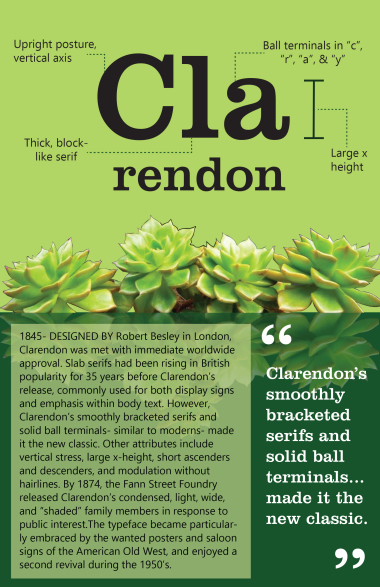 Upright posture,
vertical axis
Ball terminals in “c”,
“r”, “a”, & “y”
Cla
Thick, block-
like serif
Large x
height
rendon
1845- DESIGNED BY Robert Besley in London,
Clarendon was met with immediate worldwide
approval. Slab serifs had been rising in British
popularity for 35 years before Clarendon’s
release, commonly used for both display signs
and emphasis within body text. However,
Clarendon’s smoothly bracketed serifs and
solid ball terminals- similar to moderns- made
it the new classic. Other attributes include
vertical stress, large x-height, short ascenders
and descenders, and modulation without
hairlines. By 1874, the Fann Street Foundry
released Clarendon’s condensed, light, wide,
and “shaded” family members in response to
public interest.The typeface became particular-
ly embraced by the wanted posters and saloon
signs of the American Old West, and enjoyed a
second revival during the 1950’s.
“
Clarendon’s
smoothly
bracketed
serifs and
solid ball
terminals...
made it the
new classic.
”